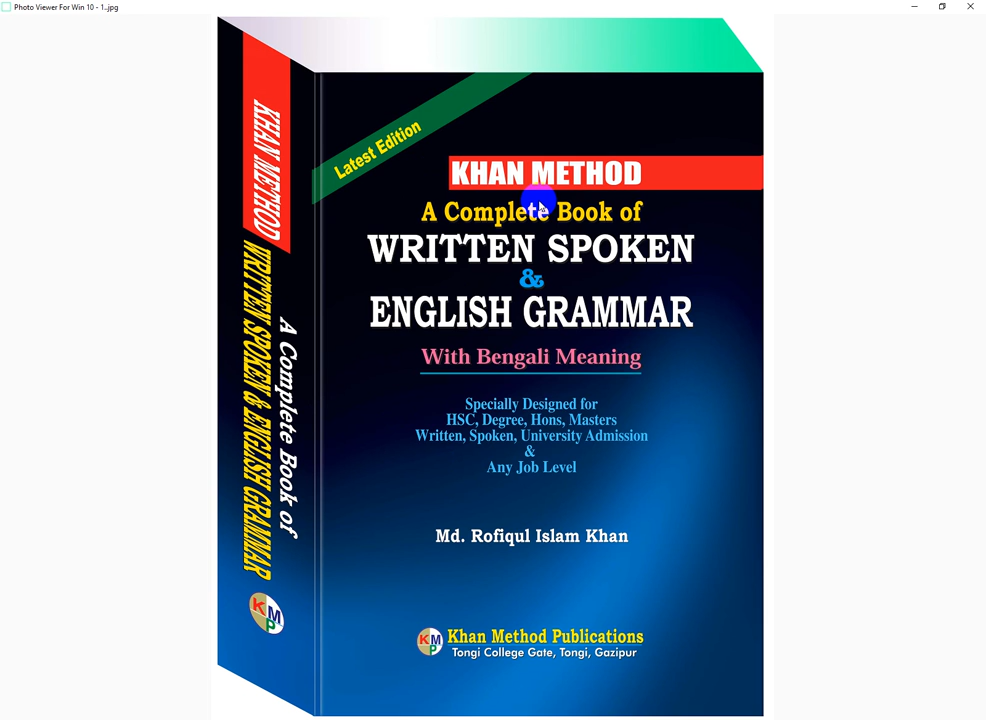 Photo Viewer For Win 10 - 1..jpg
Latest Edition
KHAN METHOD
A Complete Book of
WRITTEN SPOKEN
&
ENGLISH GRAMMAR
With Bengali Meaning
Specially Designed for
HSC, Degree, Hons, Masters
Written, Spoken, University Admission
&
Any Job Level
Md. Rofiqul Islam Khan
KMP
Khan Method Publications
Tongi College Gate, Tongi, Gazipur
KHAN METHOD
A Complete Book of
WRITTEN SPOKEN & ENGLISH GRAMMAR
KMP